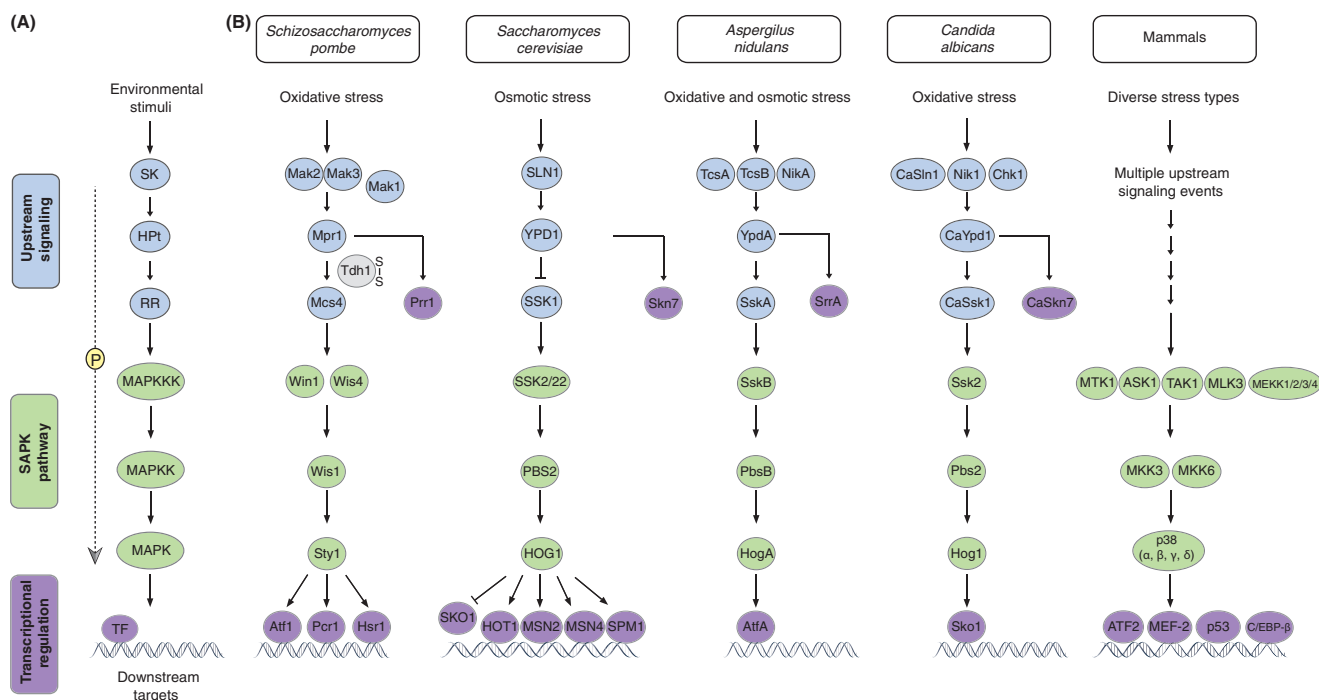 (A)
(B)
Schizosaccharomyces
pombe
Saccharomyces
cerevisiae
Aspergilus
nidulans
Candida
albicans
Mammals
Environmental
stimuli
Oxidative stress
Osmotic stress
Oxidative and osmotic stress
Oxidative stress
Diverse stress types
Upstream
signaling
SK
Mak2
Mak3
Mak1
SLN1
TcsA
TcsB
NikA
CaSln1
Nik1
Chk1
Multiple upstream
signaling events
HPt
Mpr1
YPD1
YpdA
CaYpd1
Tdh1
S
S
S
RR
Mcs4
Prr1
SSK1
Skn7
SskA
SrrA
CaSsk1
CaSkn7
P
SAPK
pathway
MAPKKK
Win1
Wis4
SSK2/22
SskB
Ssk2
MTK1
ASK1
TAK1
MLK3
MEKK1/2/3/4
MAPKK
Wis1
PBS2
PbsB
Pbs2
MKK3
MKK6
MAPK
Sty1
HOG1
HogA
Hog1
p38
(α, β, γ, δ)
Transcriptional
regulation
TF
Atf1
Pcr1
Hsr1
SKO1
HOT1
MSN2
MSN4
SPM1
AtfA
Sko1
ATF2
MEF-2
p53
C/EBP-β
Downstream
targets